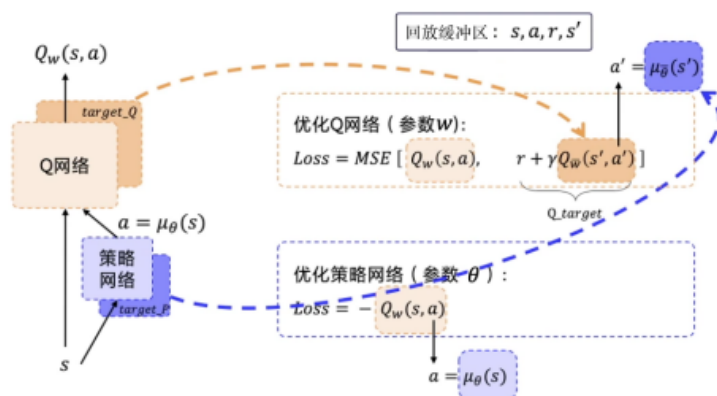 回放缓冲区：s, a, r, s′
Q_w(s, a)
a′ = μ_θ̄(s′)
target_Q
Q网络
优化Q网络（参数w):
Loss = MSE [ Q_w(s, a), r + γQ_w̄(s′, a′) ]
Q_target
a = μ_θ(s)
策略
网络
target_P
优化策略网络（参数 θ）:
Loss = − Q_w(s, a)
s
a = μ_θ(s)